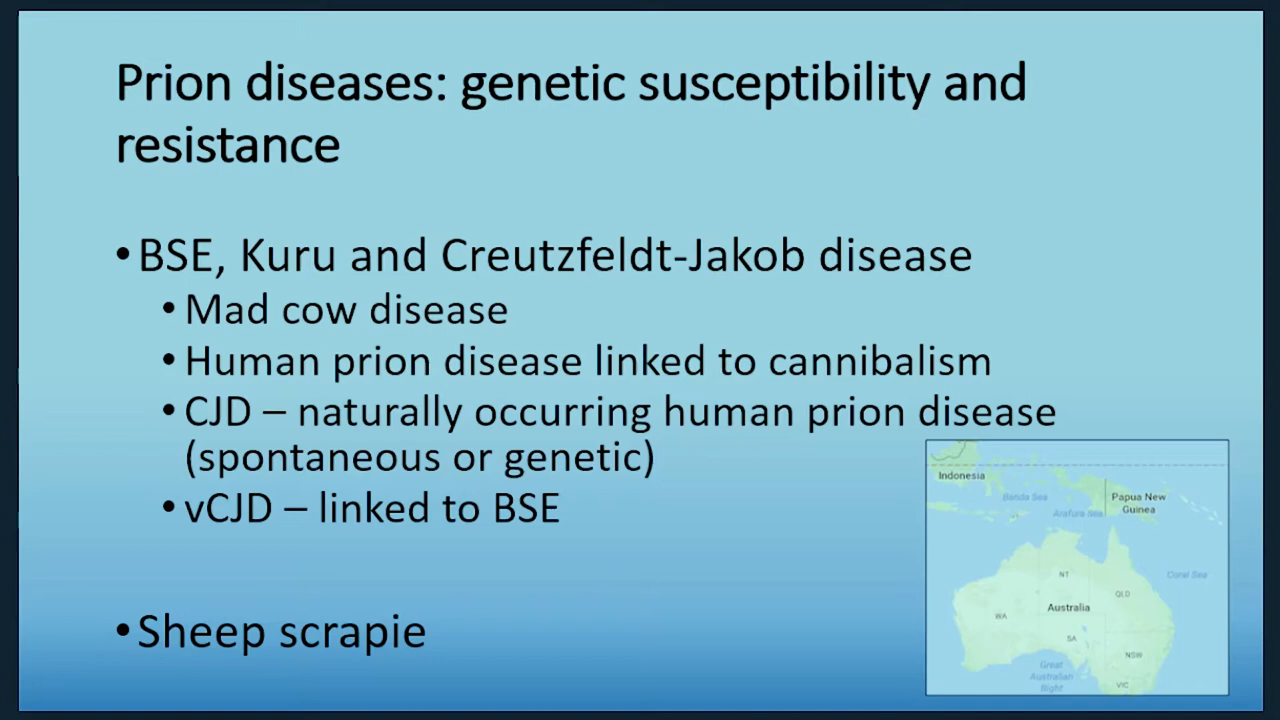 Prion diseases: genetic susceptibility and
resistance
•BSE, Kuru and Creutzfeldt-Jakob disease
•Mad cow disease
•Human prion disease linked to cannibalism
•CJD – naturally occurring human prion disease
(spontaneous or genetic)
•vCJD – linked to BSE
•Sheep scrapie
Indonesia
Banda Sea
Papua New
Guinea
Arafura Sea
Coral Sea
NT
QLD
WA
Australia
SA
NSW
Great
Australian
Bight
VIC